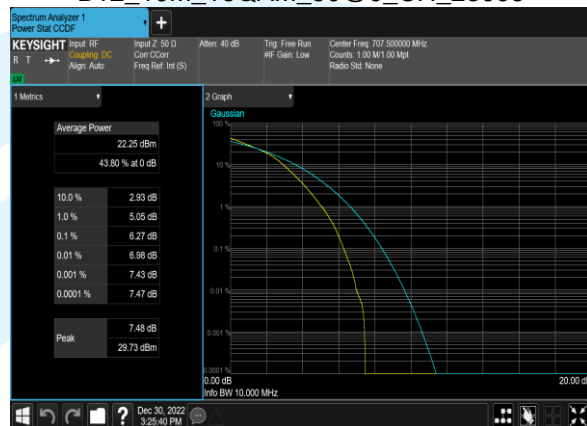 Spectrum Analyzer 1
Power Stat CCDF
KEYSIGHT
R T
LXI
Input: RF
Coupling: DC
Align: Auto
Input Z: 50 Ω
Corr CCorr
Freq Ref: Int (S)
Atten: 40 dB
Trig: Free Run
#IF Gain: Low
Center Freq: 707.500000 MHz
Counts: 1.00 M/1.00 Mpt
Radio Std: None
1 Metrics
Average Power
22.25 dBm
43.80 % at 0 dB
10.0 % 2.93 dB
1.0 % 5.05 dB
0.1 % 6.27 dB
0.01 % 6.98 dB
0.001 % 7.43 dB
0.0001 % 7.47 dB
Peak
7.48 dB
29.73 dBm
2 Graph
Gaussian
100 %
10 %
1 %
0.1 %
0.01 %
0.001 %
0.0001 %
0.00 dB
20.00 d
Info BW 10.000 MHz
Dec 30, 2022
3:25:40 PM